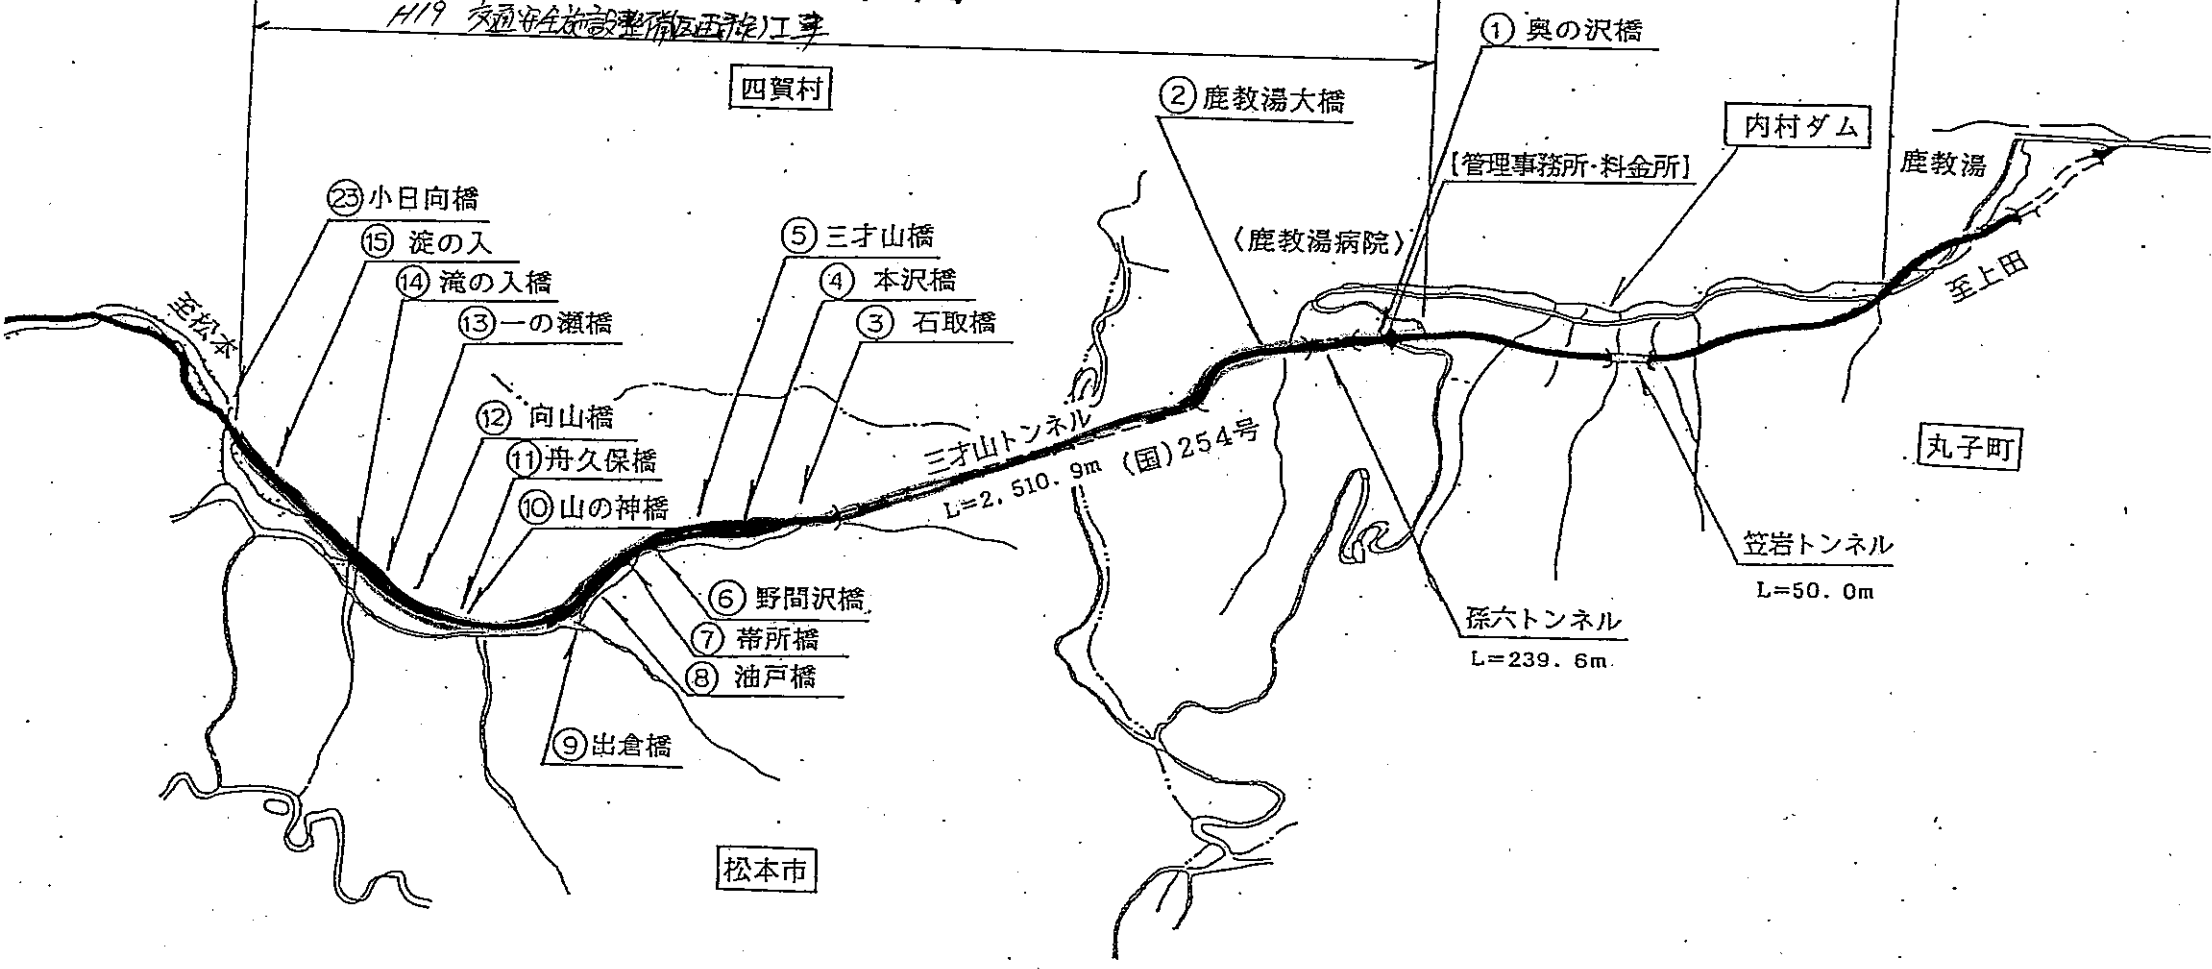 H19 交通安全施設整備(区画線)工事
① 奥の沢橋
四賀村
② 鹿教湯大橋
内村ダム
[管理事務所・料金所]
鹿教湯
㉓ 小日向橋
⑮ 淀の入
⑭ 滝の入橋
⑬ 一の瀬橋
⑤ 三才山橋
④ 本沢橋
③ 石取橋
〈鹿教湯病院〉
至上田
至松本
⑫ 向山橋
⑪ 舟久保橋
⑩ 山の神橋
三才山トンネル
L=2,510.9m (国)254号
丸子町
笠岩トンネル
L=50.0m
⑥ 野間沢橋
⑦ 帯所橋
⑧ 油戸橋
孫六トンネル
L=239.6m
⑨ 出倉橋
松本市